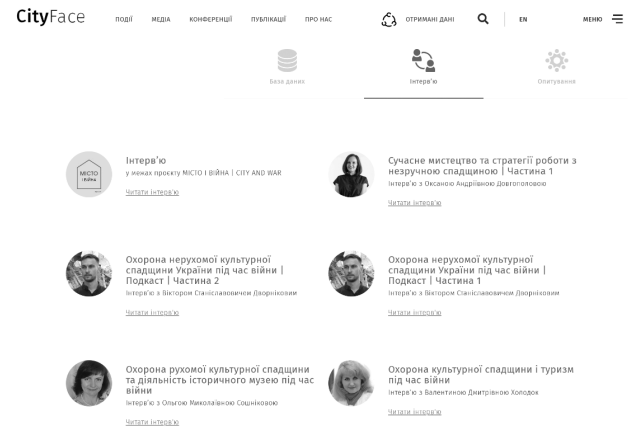 CityFace
ПОДІЇ МЕДІА КОНФЕРЕНЦІЇ ПУБЛІКАЦІЇ ПРО НАС ОТРИМАНІ ДАНІ EN МЕНЮ
База даних Інтерв’ю Опитування
МІСТО
І ВІЙНА
Інтерв’ю
у межах проєкту МІСТО І ВІЙНА | CITY AND WAR
Читати інтерв’ю
Сучасне мистецтво та стратегії роботи з
незручною спадщиною | Частина 1
Інтерв’ю з Оксаною Андріївною Довгополовою
Читати інтерв’ю
Охорона нерухомої культурної
спадщини України під час війни |
Подкаст | Частина 2
Інтерв’ю з Віктором Станіславовичем Дворніковим
Читати інтерв’ю
Охорона нерухомої культурної
спадщини України під час війни |
Подкаст | Частина 1
Інтерв’ю з Віктором Станіславовичем Дворніковим
Читати інтерв’ю
Охорона рухомої культурної спадщини
та діяльність історичного музею під час
війни
Інтерв’ю з Ольгою Миколаївною Сошніковою
Читати інтерв’ю
Охорона культурної спадщини і туризм
під час війни
Інтерв’ю з Валентиною Дмитрівною Холодок
Читати інтерв’ю